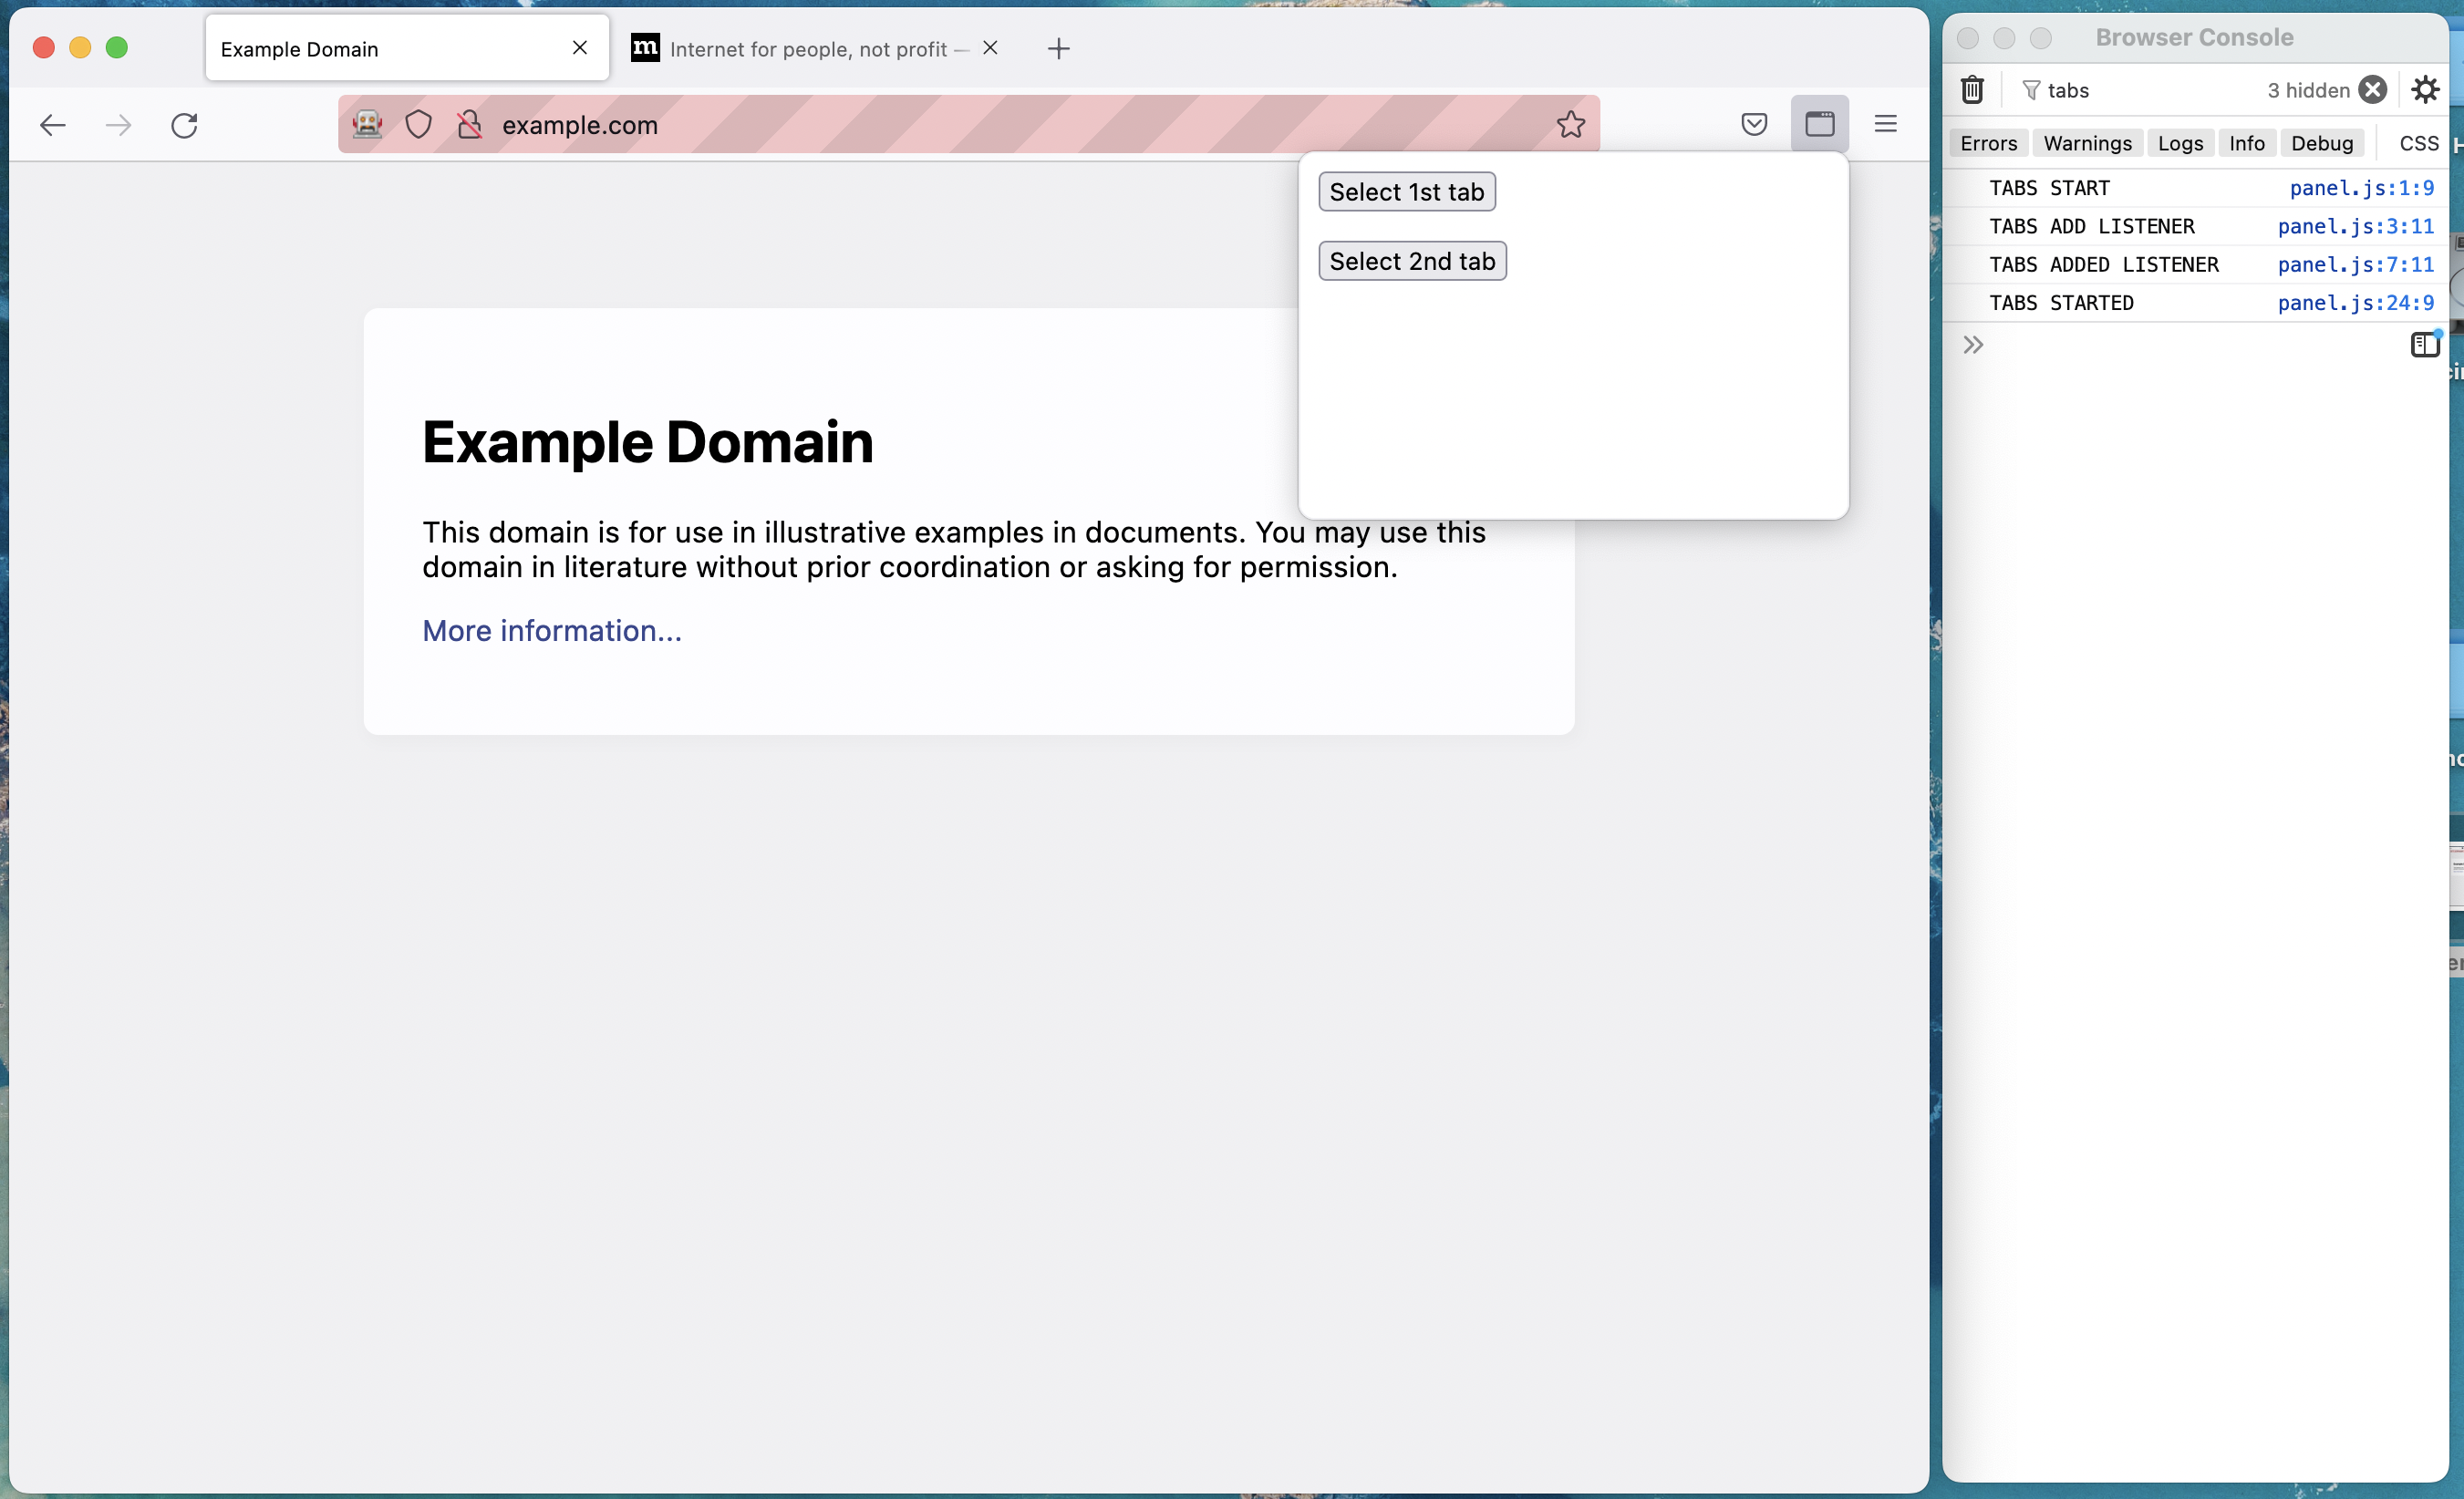 Example Domain
m Internet for people, not profit —
example.com
Select 1st tab
Select 2nd tab
Example Domain
This domain is for use in illustrative examples in documents. You may use this
domain in literature without prior coordination or asking for permission.
More information...
Browser Console
tabs 3 hidden
Errors Warnings Logs Info Debug CSS
TABS START panel.js:1:9
TABS ADD LISTENER panel.js:3:11
TABS ADDED LISTENER panel.js:7:11
TABS STARTED panel.js:24:9